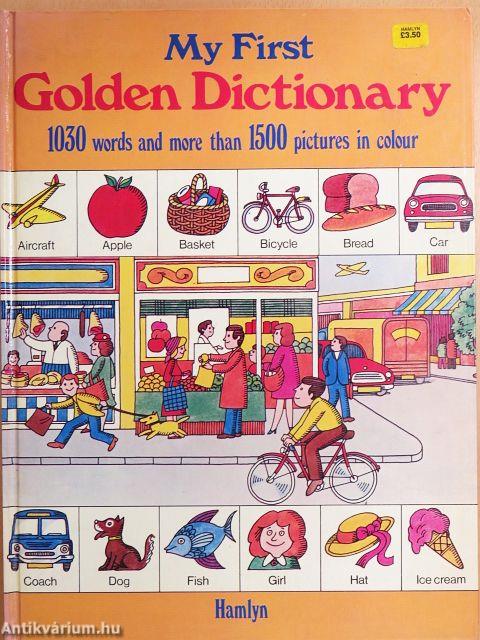 HAMLYN
£3.50
My First
Golden Dictionary
1030 words and more than 1500 pictures in colour
Aircraft Apple Basket Bicycle Bread Car
Coach Dog Fish Girl Hat Ice cream
Hamlyn
Antikvárium.hu